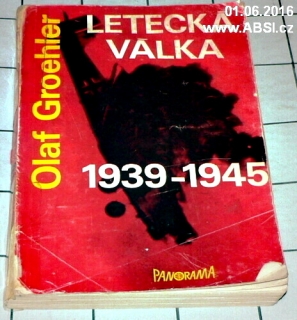 01.06.2016
www.ABSI.cz
Olaf Groehler
LETECKÁ
VÁLKA
1939-1945
PANORAMA